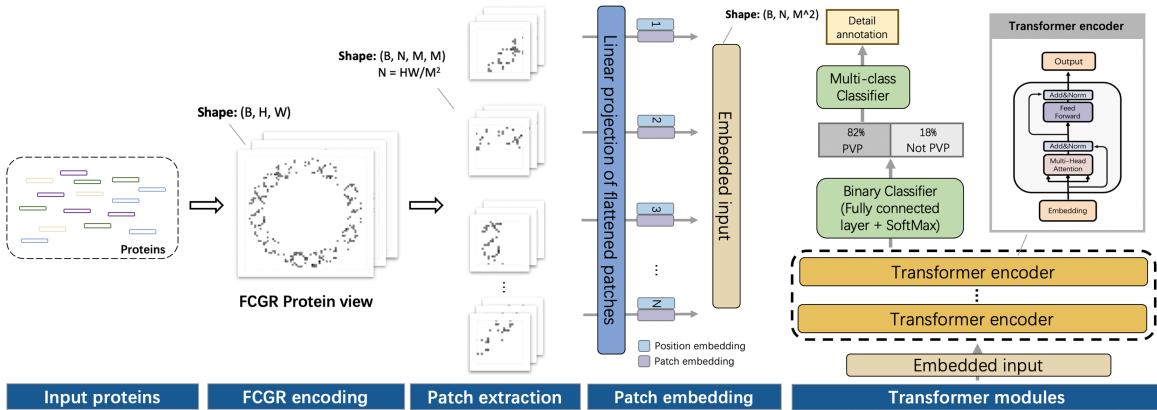 Proteins
Shape: (B, H, W)
FCGR Protein view
Shape: (B, N, M, M)
N = HW/M²
⋮
Linear projection of flattened patches
1
2
3
...
N
Position embedding
Patch embedding
Embedded input
Shape: (B, N, M^2)
Detail
annotation
Multi-class
Classifier
82%
PVP
18%
Not PVP
Binary Classifier
(Fully connected
layer + SoftMax)
Transformer encoder
⋮
Transformer encoder
Embedded input
Transformer encoder
Output
Add&Norm
Feed
Forward
Add&Norm
Multi-Head
Attention
Embedding
Input proteins
FCGR encoding
Patch extraction
Patch embedding
Transformer modules